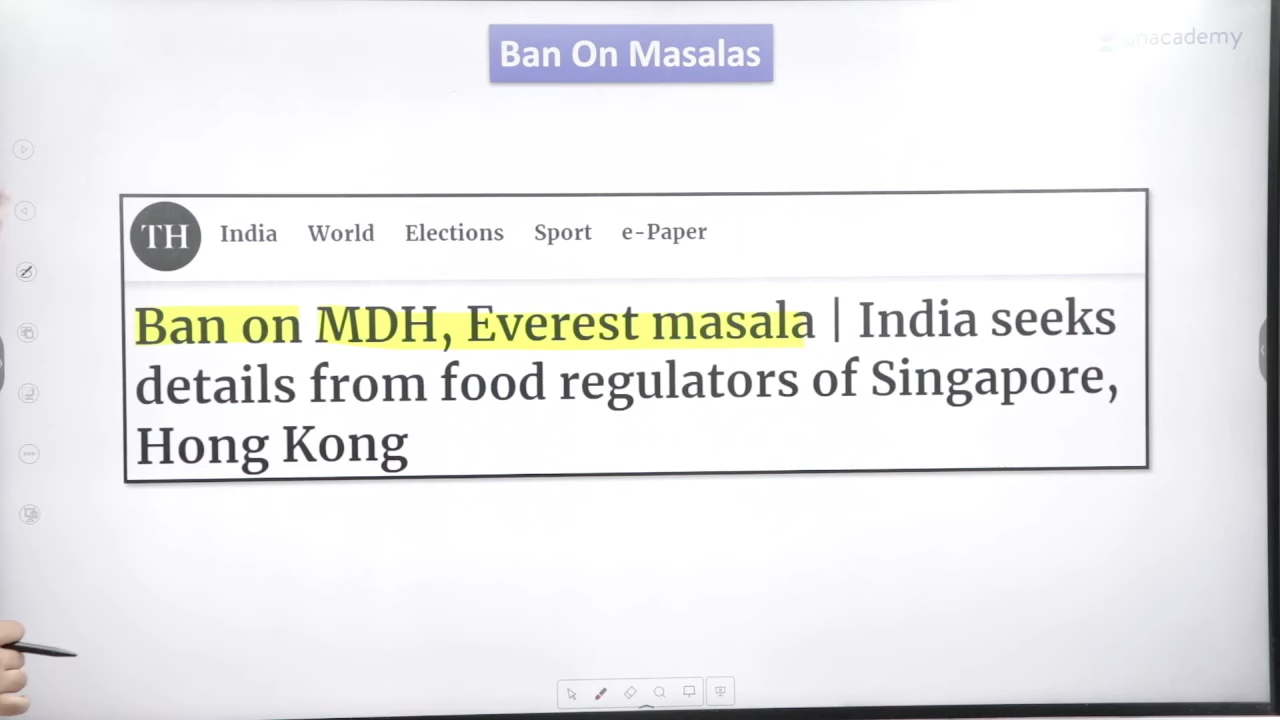 Ban On Masalas
unacademy
TH India World Elections Sport e-Paper
Ban on MDH, Everest masala | India seeks
details from food regulators of Singapore,
Hong Kong